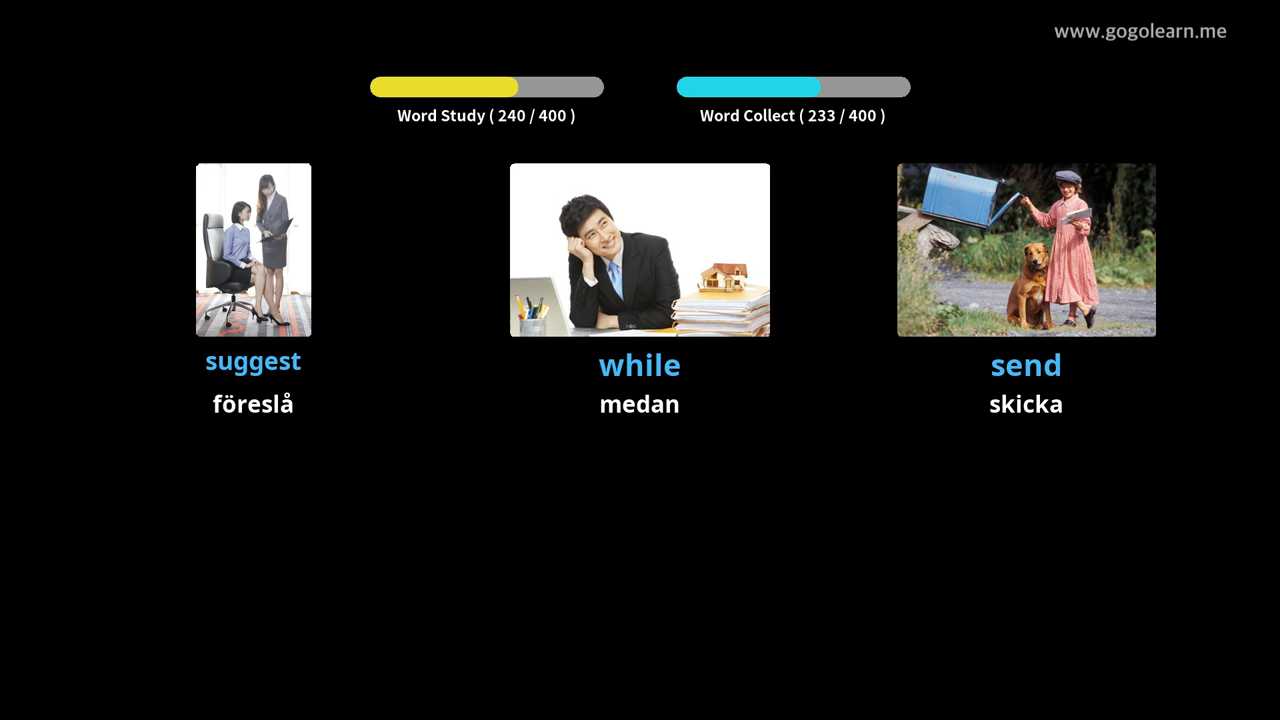 www.gogolearn.me
Word Study ( 240 / 400 )
Word Collect ( 233 / 400 )
suggest
while
send
föreslå
medan
skicka